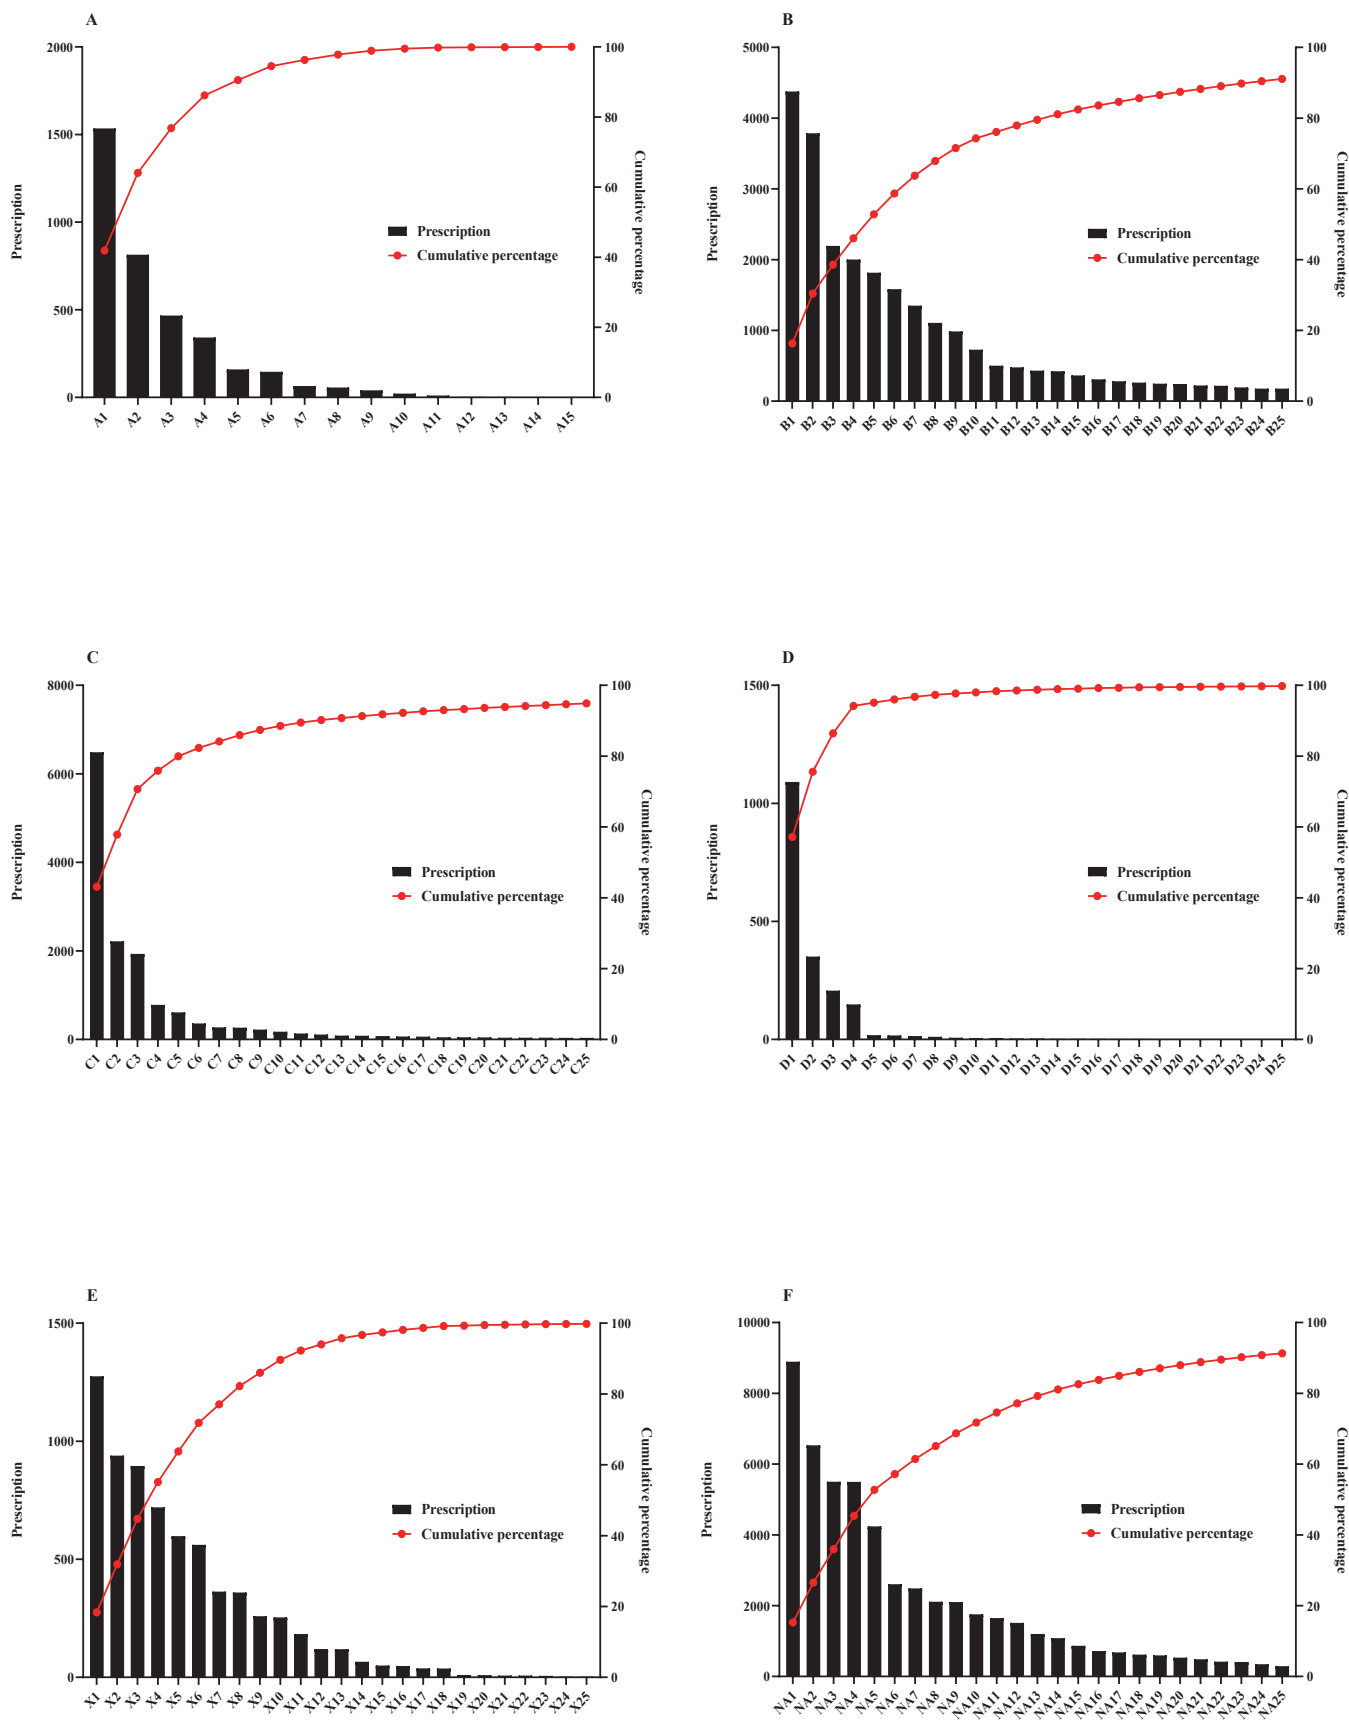 A
2000
1500
1000
500
0
100
80
60
40
20
0
Prescription
Cumulative percentage
Prescription
Cumulative percentage
A1 A2 A3 A4 A5 A6 A7 A8 A9 A10 A11 A12 A13 A14 A15
B
5000
4000
3000
2000
1000
0
100
80
60
40
20
0
Prescription
Cumulative percentage
Prescription
Cumulative percentage
B1 B2 B3 B4 B5 B6 B7 B8 B9 B10 B11 B12 B13 B14 B15 B16 B17 B18 B19 B20 B21 B22 B23 B24 B25
C
8000
6000
4000
2000
0
100
80
60
40
20
0
Prescription
Cumulative percentage
Prescription
Cumulative percentage
C1 C2 C3 C4 C5 C6 C7 C8 C9 C10 C11 C12 C13 C14 C15 C16 C17 C18 C19 C20 C21 C22 C23 C24 C25
D
1500
1000
500
0
100
80
60
40
20
0
Prescription
Cumulative percentage
Prescription
Cumulative percentage
D1 D2 D3 D4 D5 D6 D7 D8 D9 D10 D11 D12 D13 D14 D15 D16 D17 D18 D19 D20 D21 D22 D23 D24 D25
E
1500
1000
500
0
100
80
60
40
20
0
Prescription
Cumulative percentage
Prescription
Cumulative percentage
X1 X2 X3 X4 X5 X6 X7 X8 X9 X10 X11 X12 X13 X14 X15 X16 X17 X18 X19 X20 X21 X22 X23 X24 X25
F
10000
8000
6000
4000
2000
0
100
80
60
40
20
0
Prescription
Cumulative percentage
Prescription
Cumulative percentage
NA1 NA2 NA3 NA4 NA5 NA6 NA7 NA8 NA9 NA10 NA11 NA12 NA13 NA14 NA15 NA16 NA17 NA18 NA19 NA20 NA21 NA22 NA23 NA24 NA25